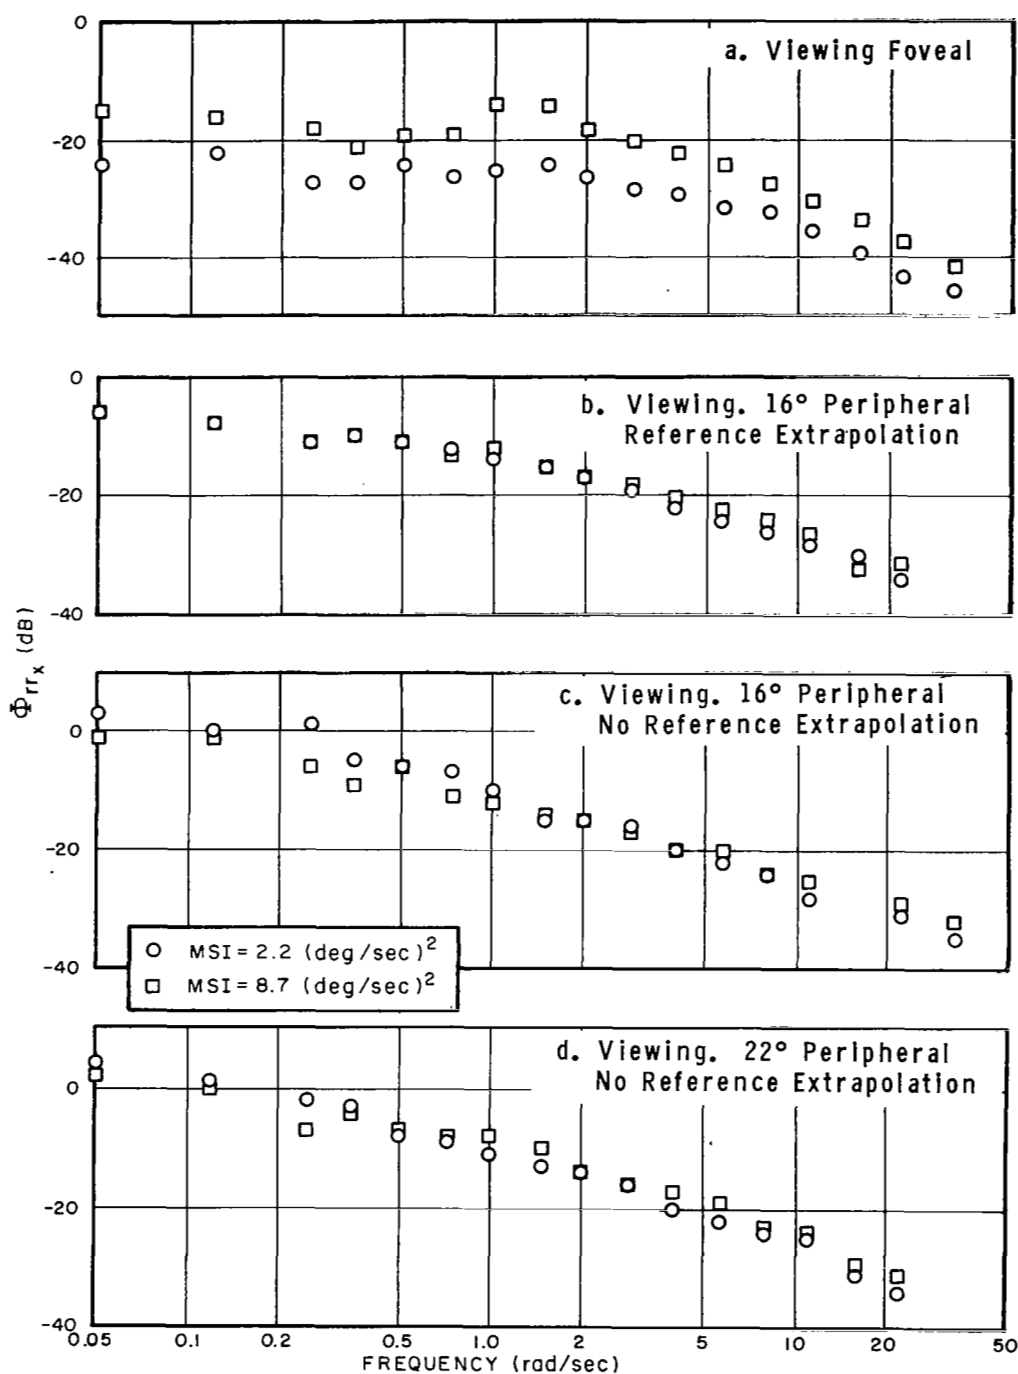 0
-20
-40
a. Viewing Foveal
0
-20
-40
b. Viewing. 16° Peripheral
Reference Extrapolation
Φrrx (dB)
0
-20
-40
c. Viewing. 16° Peripheral
No Reference Extrapolation
MSI = 2.2 (deg/sec)²
MSI = 8.7 (deg/sec)²
0
-20
-40
d. Viewing. 22° Peripheral
No Reference Extrapolation
0.05 0.1 0.2 0.5 1.0 2 5 10 20 50
FREQUENCY (rad/sec)